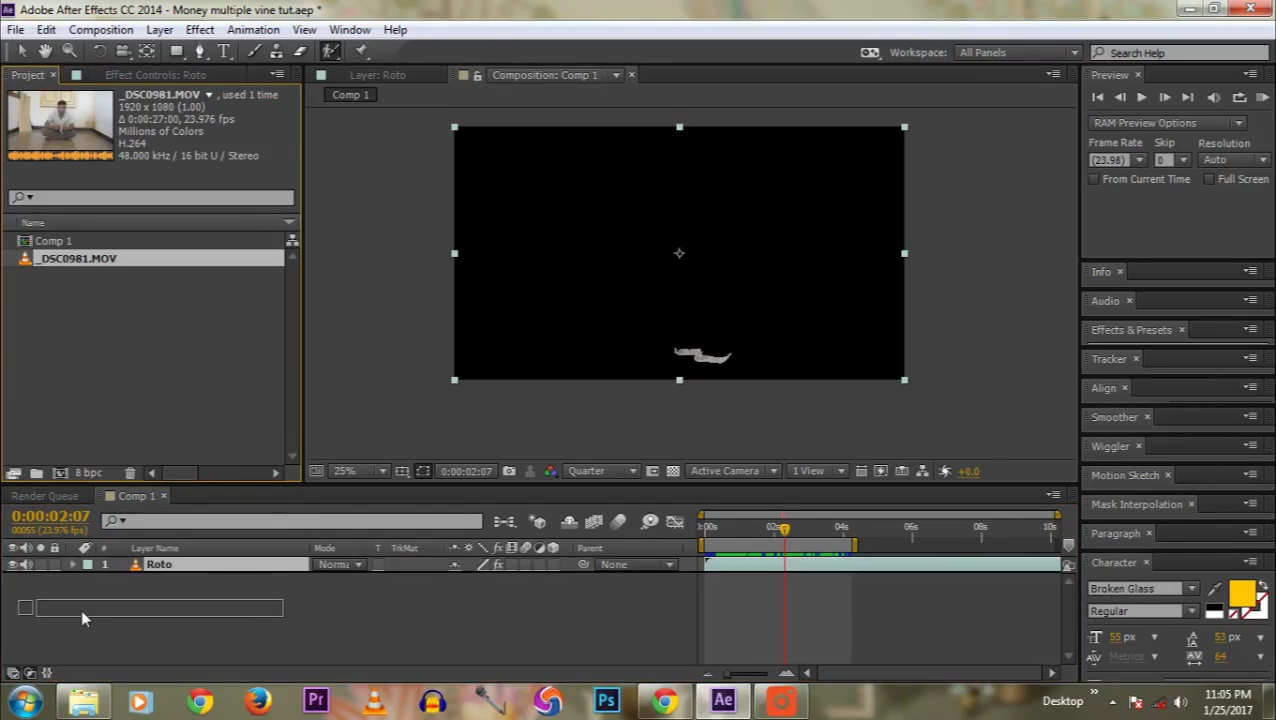 Adobe After Effects CC 2014 - Money multiple vine tut.aep *
File Edit Composition Layer Effect Animation View Window Help
Workspace: All Panels
Search Help
Project
Effect Controls: Roto
Layer: Roto
Composition: Comp 1
Preview
_DSC0981.MOV , used 1 time
1920 x 1080 (1.00)
Δ 0:00:27:00, 23.976 fps
Millions of Colors
H.264
48.000 kHz / 16 bit U / Stereo
Comp 1
RAM Preview Options
Frame Rate Skip Resolution
(23.98) 0 Auto
From Current Time Full Screen
Name
Comp 1
_DSC0981.MOV
Info
Audio
Effects & Presets
Tracker
Align
Smoother
Wiggler
Motion Sketch
Mask Interpolation
Paragraph
Character
8 bpc
25% 0:00:02:07 Quarter Active Camera 1 View +0.0
Render Queue Comp 1
0:00:02:07
00055 (23.976 fps)
:00s 02s 04s 06s 08s 10s
# Layer Name Mode T TrkMat Parent
1 Roto Norma None
Broken Glass
Regular
55 px 53 px
Metrics 64
Desktop
11:05 PM
1/25/2017